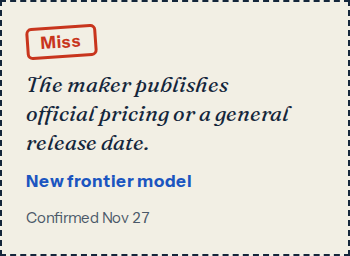 Miss
The maker publishes
official pricing or a general
release date.
New frontier model
Confirmed Nov 27